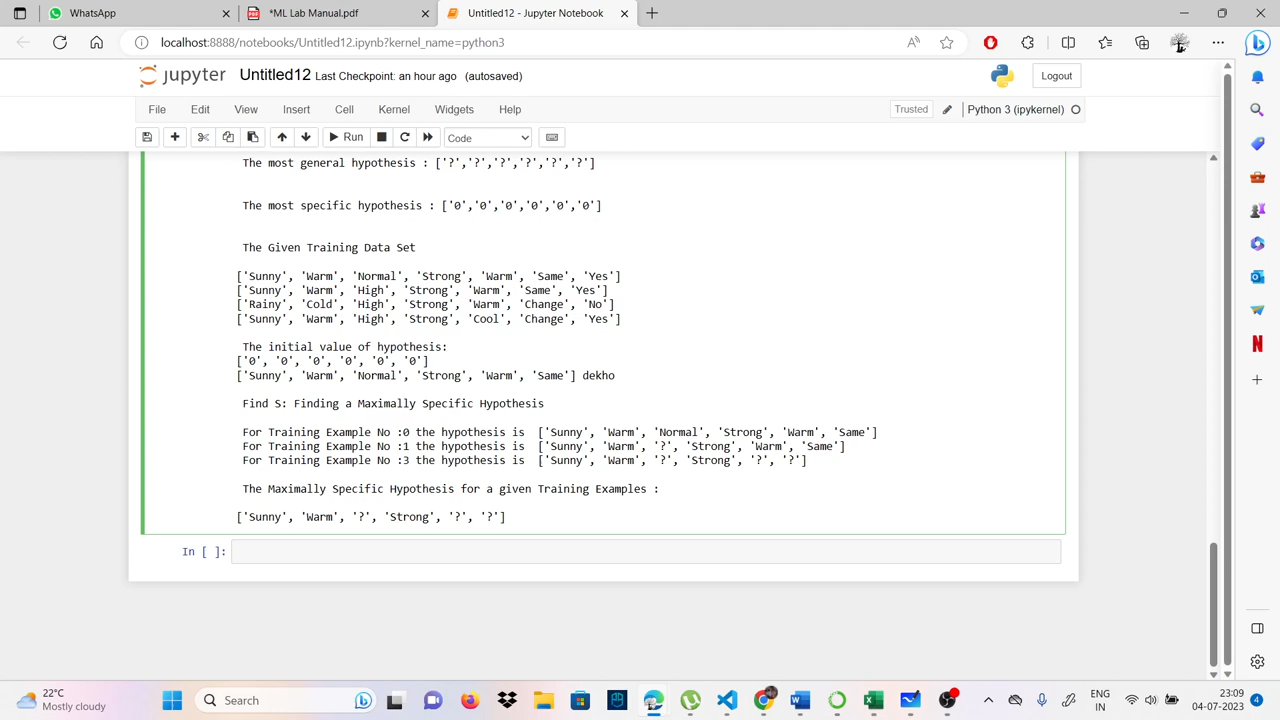 WhatsApp
*ML Lab Manual.pdf
Untitled12 - Jupyter Notebook
localhost:8888/notebooks/Untitled12.ipynb?kernel_name=python3
jupyter Untitled12 Last Checkpoint: an hour ago (autosaved)
Logout
File Edit View Insert Cell Kernel Widgets Help
Trusted
Python 3 (ipykernel)
Run
Code
The most general hypothesis : ['?','?','?','?','?','?']
The most specific hypothesis : ['0','0','0','0','0','0']
The Given Training Data Set
['Sunny', 'Warm', 'Normal', 'Strong', 'Warm', 'Same', 'Yes']
['Sunny', 'Warm', 'High', 'Strong', 'Warm', 'Same', 'Yes']
['Rainy', 'Cold', 'High', 'Strong', 'Warm', 'Change', 'No']
['Sunny', 'Warm', 'High', 'Strong', 'Cool', 'Change', 'Yes']
The initial value of hypothesis:
['0', '0', '0', '0', '0', '0']
['Sunny', 'Warm', 'Normal', 'Strong', 'Warm', 'Same'] dekho
Find S: Finding a Maximally Specific Hypothesis
For Training Example No :0 the hypothesis is ['Sunny', 'Warm', 'Normal', 'Strong', 'Warm', 'Same']
For Training Example No :1 the hypothesis is ['Sunny', 'Warm', '?', 'Strong', 'Warm', 'Same']
For Training Example No :3 the hypothesis is ['Sunny', 'Warm', '?', 'Strong', '?', '?']
The Maximally Specific Hypothesis for a given Training Examples :
['Sunny', 'Warm', '?', 'Strong', '?', '?']
In [ ]:
22°C
Mostly cloudy
Search
ENG
IN
23:09
04-07-2023
4